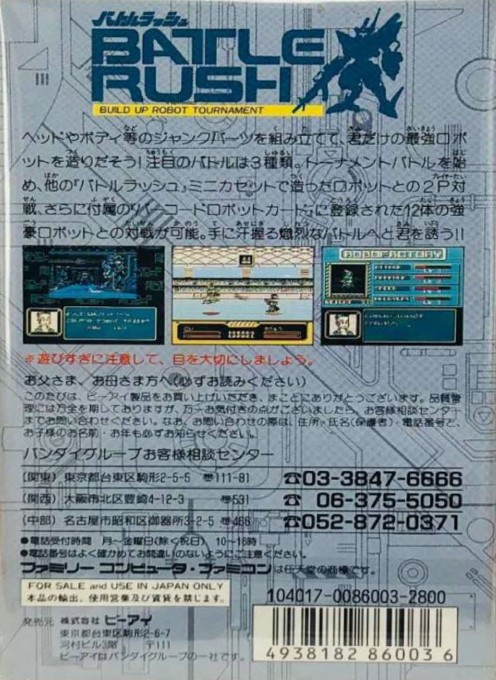 バトルラッシュ
BATTLE
RUSH
BUILD UP ROBOT TOURNAMENT
ヘッドやボディ等のジャンクパーツを組み立てて、君だけの最強ロボ
ットを造りだそう!注目のバトルは3種類。トーナメントバトルを始
め、他の『バトルラッシュ』ミニカセットで造ったロボットとの2P対
戦、さらに付属の『バーコードロボットカード』に登録された12体の強
豪ロボットとの対戦が可能。手に汗握る熾烈なバトルへと君を誘う!!
※遊びすぎに注意して、目を大切にしましょう。
お父さま、お母さま方へ(必ずお読みください)
このたびは、ビーアイ製品をお買い上げいただき、まことにありがとうございます。品質管
理には万全を期しておりますが、万一お気付きの点がございましたら、お客様相談センター
までお問い合わせください。なお、お問い合わせの際は、住所・氏名(保護者)・電話番号と、
お子様のお名前・お年も必ずお知らせください。
バンダイグループお客様相談センター
(関東) 東京都台東区駒形2-5-5 〒111-81 ☎03-3847-6666
(関西) 大阪市北区豊崎4-12-3 〒531 ☎06-375-5050
(中部) 名古屋市昭和区御器所3-2-5 〒466 ☎052-872-0371
●電話受付時間 月〜金曜日(除く祝日) 10〜16時
●電話番号はよく確かめてお間違いのないようにご注意ください。
ファミリーコンピュータ・ファミコンは任天堂の商標です。
FOR SALE and USE IN JAPAN ONLY
本品の輸出、使用営業及び賃貸を禁じます。
104017-0086003-2800
発売元 株式会社 ビーアイ
東京都台東区駒形2-6-7
河村ビル3階 〒111
ビーアイはバンダイグループの一社です。
4938182860036